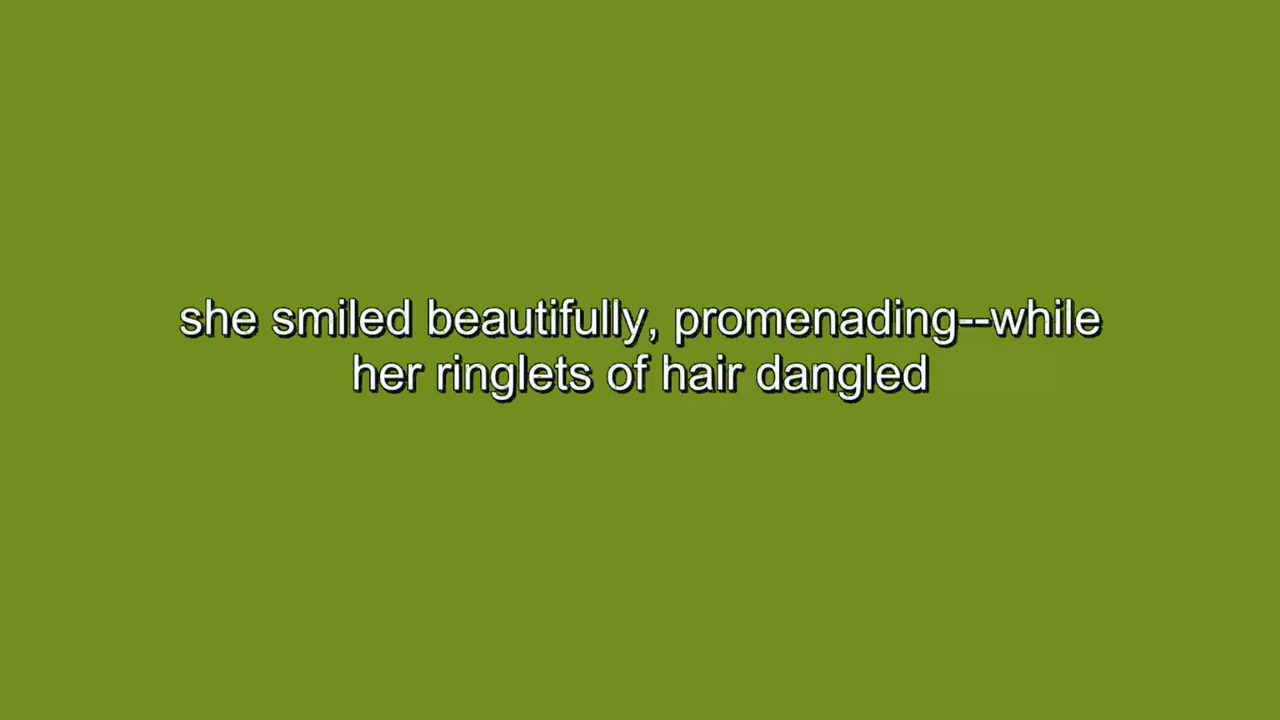 she smiled beautifully, promenading--while
her ringlets of hair dangled